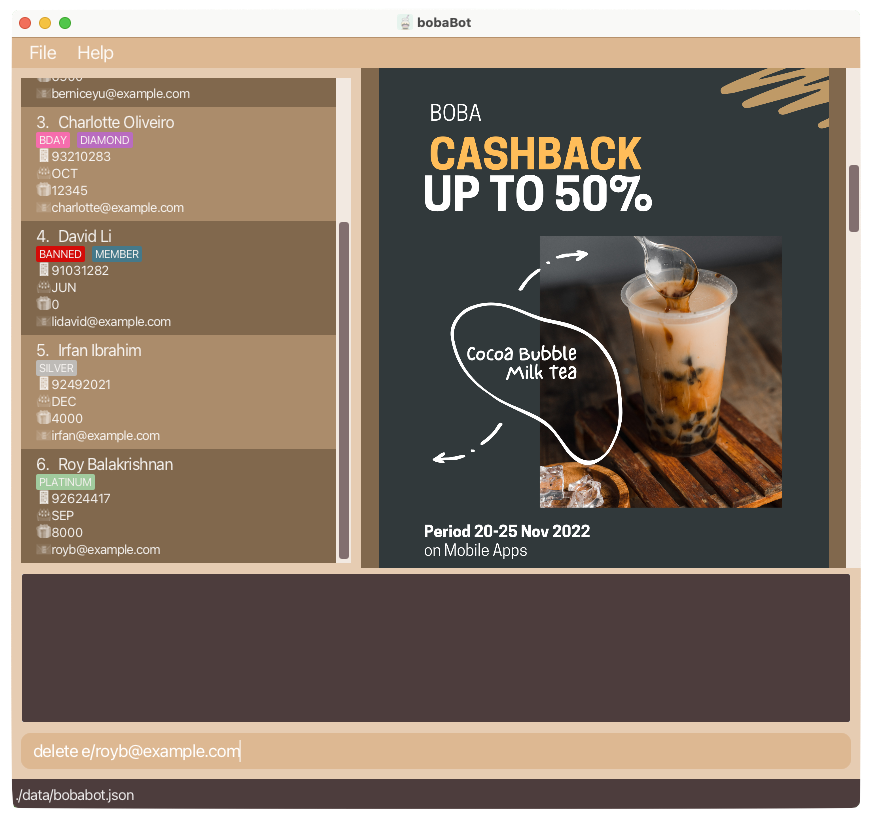 bobaBot
File Help
berniceyu@example.com
3. Charlotte Oliveiro
BDAY DIAMOND
93210283
OCT
12345
charlotte@example.com
4. David Li
BANNED MEMBER
91031282
JUN
0
lidavid@example.com
5. Irfan Ibrahim
SILVER
92492021
DEC
4000
irfan@example.com
6. Roy Balakrishnan
PLATINUM
92624417
SEP
8000
royb@example.com
BOBA
CASHBACK
UP TO 50%
Cocoa Bubble
Milk Tea
Period 20-25 Nov 2022
on Mobile Apps
delete e/royb@example.com
./data/bobabot.json